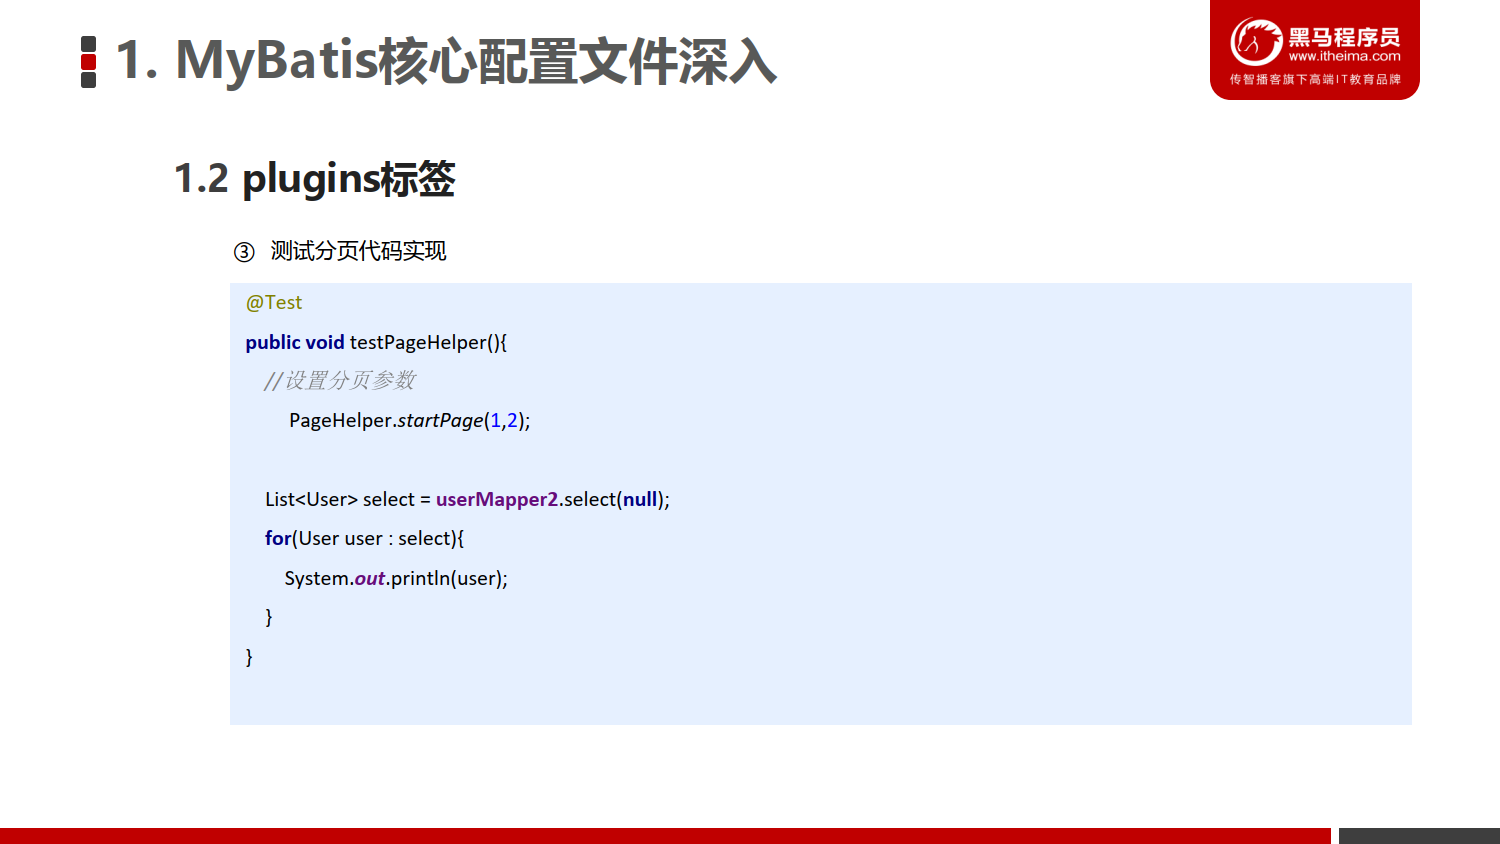 1. MyBatis核心配置文件深入
黑马程序员
www.itheima.com
传智播客旗下高端IT教育品牌
1.2 plugins标签
③ 测试分页代码实现
@Test
public void testPageHelper(){
//设置分页参数
PageHelper.startPage(1,2);
List<User> select = userMapper2.select(null);
for(User user : select){
System.out.println(user);
}
}